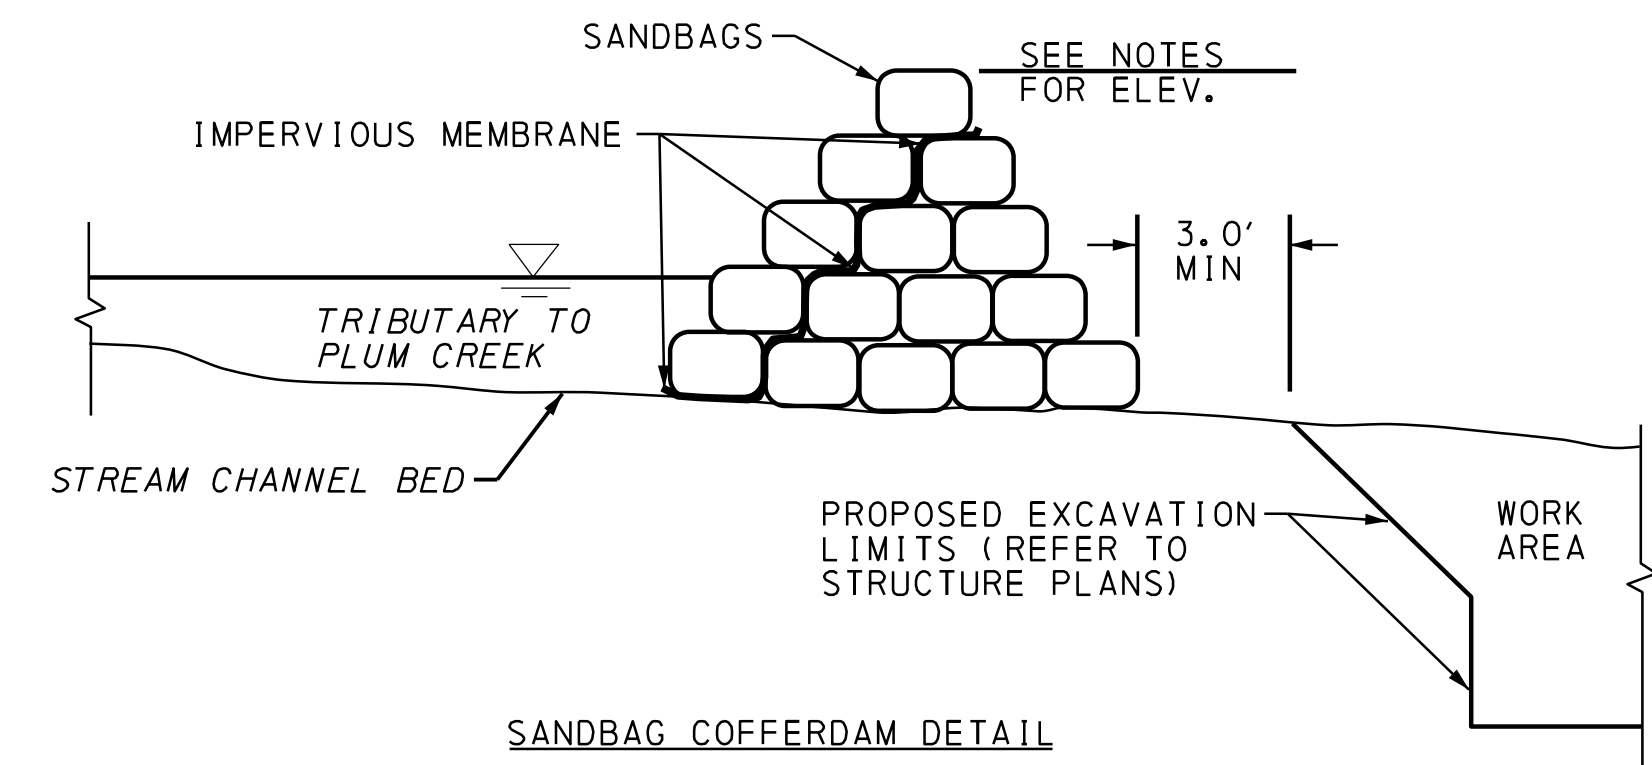 SANDBAGS
SEE NOTES
FOR ELEV.
IMPERVIOUS MEMBRANE
3.0'
MIN
TRIBUTARY TO
PLUM CREEK
STREAM CHANNEL BED
PROPOSED EXCAVATION
LIMITS (REFER TO
STRUCTURE PLANS)
WORK
AREA
SANDBAG COFFERDAM DETAIL